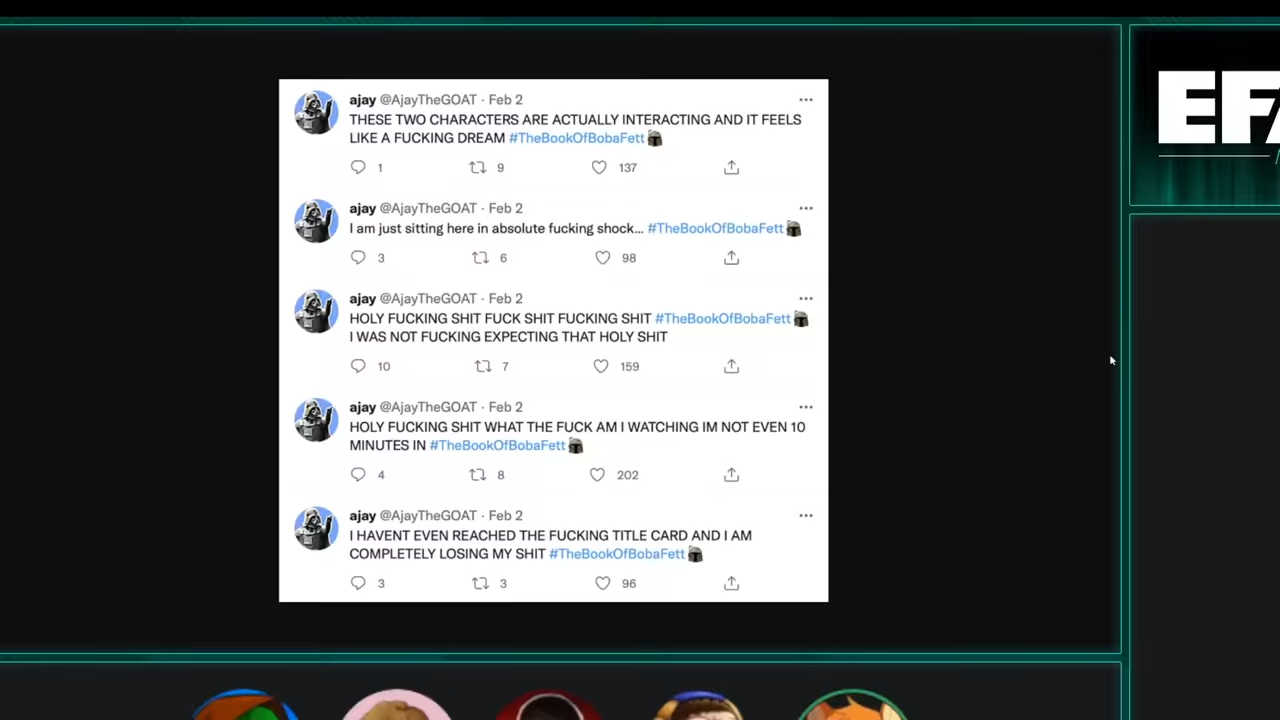 ajay @AjayTheGOAT · Feb 2
THESE TWO CHARACTERS ARE ACTUALLY INTERACTING AND IT FEELS
LIKE A FUCKING DREAM #TheBookOfBobaFett
1 9 137
ajay @AjayTheGOAT · Feb 2
I am just sitting here in absolute fucking shock... #TheBookOfBobaFett
3 6 98
ajay @AjayTheGOAT · Feb 2
HOLY FUCKING SHIT FUCK SHIT FUCKING SHIT #TheBookOfBobaFett
I WAS NOT FUCKING EXPECTING THAT HOLY SHIT
10 7 159
ajay @AjayTheGOAT · Feb 2
HOLY FUCKING SHIT WHAT THE FUCK AM I WATCHING IM NOT EVEN 10
MINUTES IN #TheBookOfBobaFett
4 8 202
ajay @AjayTheGOAT · Feb 2
I HAVENT EVEN REACHED THE FUCKING TITLE CARD AND I AM
COMPLETELY LOSING MY SHIT #TheBookOfBobaFett
3 3 96